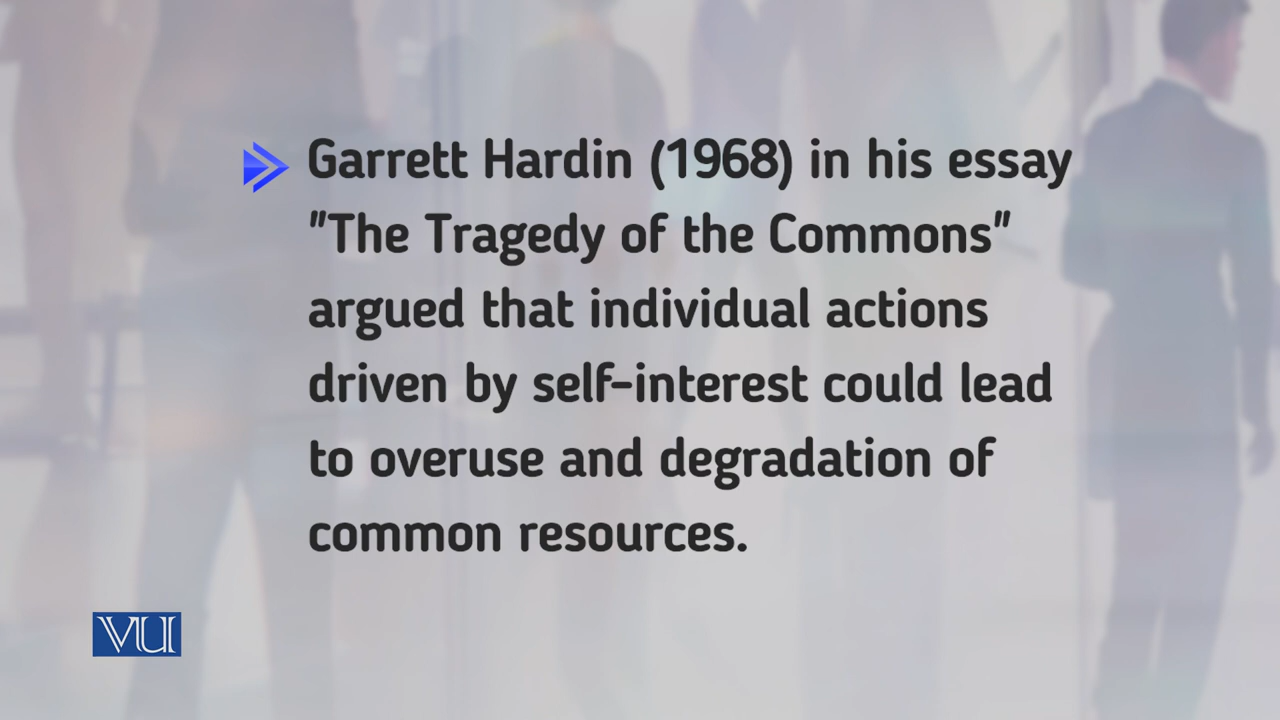 Garrett Hardin (1968) in his essay
"The Tragedy of the Commons"
argued that individual actions
driven by self-interest could lead
to overuse and degradation of
common resources.
VU